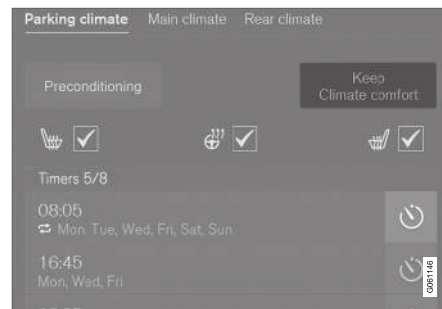 Parking climate Main climate Rear climate
Preconditioning
Keep
Climate comfort
Timers 5/8
08:05
Mon, Tue, Wed, Fri, Sat, Sun
16:45
Mon, Wed, Fri
G061146